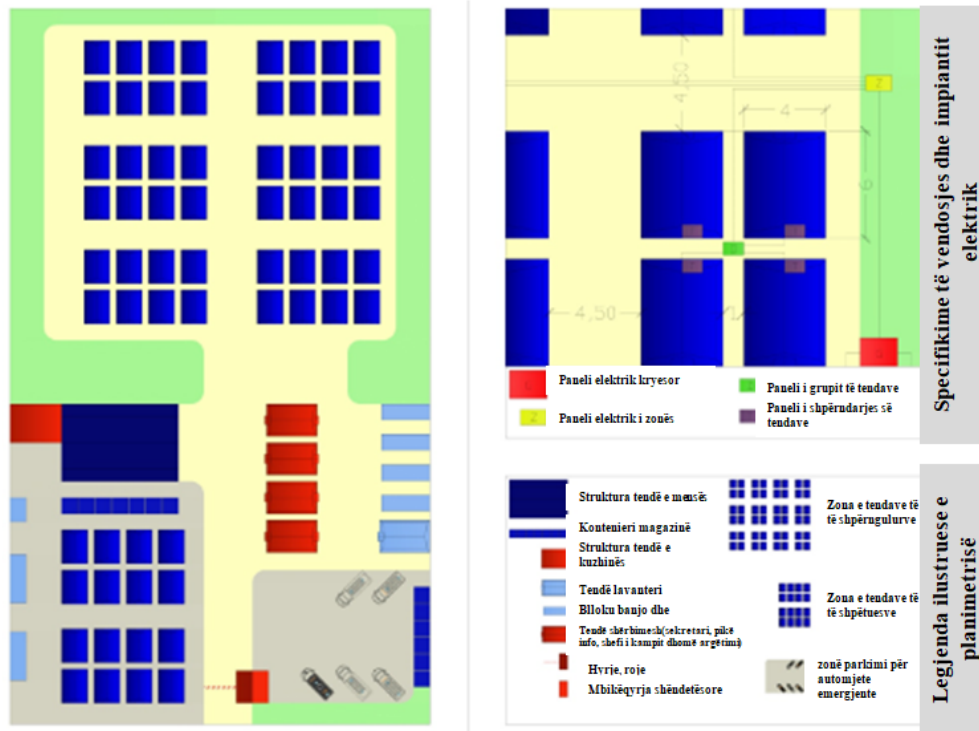 4,50
4
6
4,50
1
Z
Paneli elektrik kryesor
Paneli i grupit të tendave
Z
Paneli elektrik i zonës
Paneli i shpërndarjes së
tendave
Specifikime të vendosjes dhe impiantit
elektrik
Struktura tendë e mensës
Kontenieri magazinë
Struktura tendë e
kuzhinës
Tendë lavanteri
Blloku banjo dhe
Tendë shërbimesh(sekretari, pikë
info, shefi i kampit dhomë argëtimi)
Hyrje, roje
Mbikëqyrja shëndetësore
Zona e tendave të
të shpërngulurve
Zona e tendave të
të shpëtuesve
zonë parkimi për
automjete
emergjente
Legjenda ilustruese e
planimetrisë